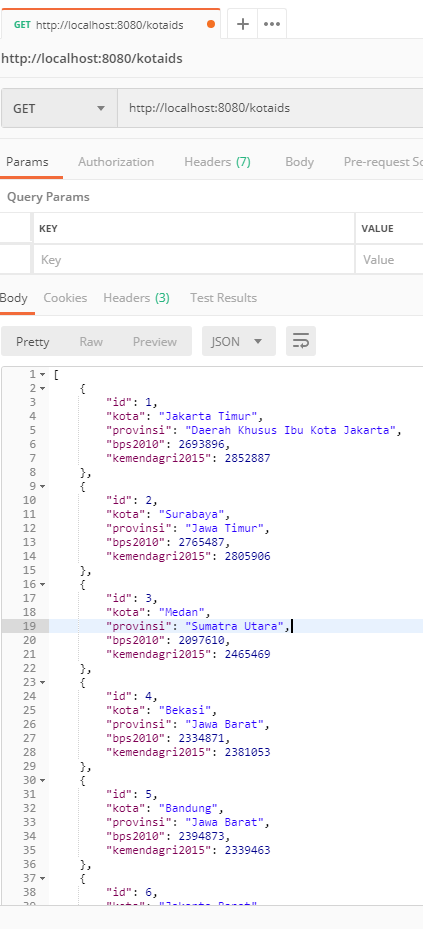 GET http://localhost:8080/kotaids
+
•••
http://localhost:8080/kotaids
GET http://localhost:8080/kotaids
Params Authorization Headers (7) Body Pre-request Sc
Query Params
KEY VALUE
Key Value
Body Cookies Headers (3) Test Results
Pretty Raw Preview JSON
1 [
2 {
3 "id": 1,
4 "kota": "Jakarta Timur",
5 "provinsi": "Daerah Khusus Ibu Kota Jakarta",
6 "bps2010": 2693896,
7 "kemendagri2015": 2852887
8 },
9 {
10 "id": 2,
11 "kota": "Surabaya",
12 "provinsi": "Jawa Timur",
13 "bps2010": 2765487,
14 "kemendagri2015": 2805906
15 },
16 {
17 "id": 3,
18 "kota": "Medan",
19 "provinsi": "Sumatra Utara",
20 "bps2010": 2097610,
21 "kemendagri2015": 2465469
22 },
23 {
24 "id": 4,
25 "kota": "Bekasi",
26 "provinsi": "Jawa Barat",
27 "bps2010": 2334871,
28 "kemendagri2015": 2381053
29 },
30 {
31 "id": 5,
32 "kota": "Bandung",
33 "provinsi": "Jawa Barat",
34 "bps2010": 2394873,
35 "kemendagri2015": 2339463
36 },
37 {
38 "id": 6,
39 "kota": "Jakarta Barat"